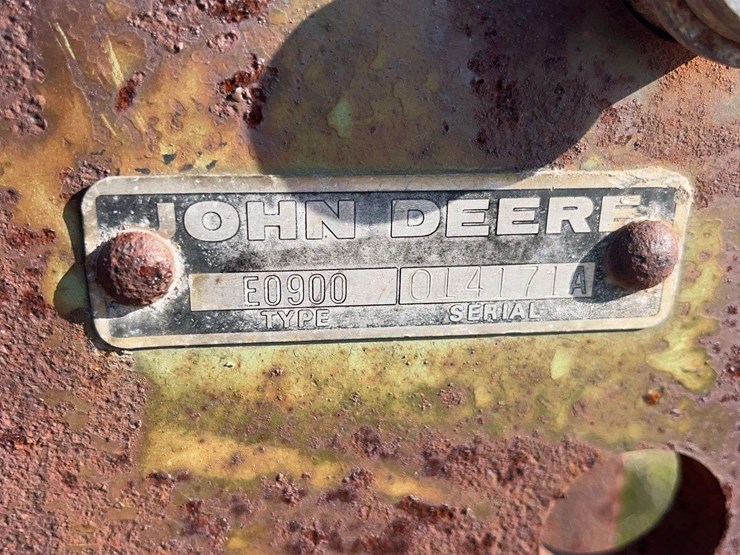 JOHN DEERE
E0900 014171A
TYPE SERIAL